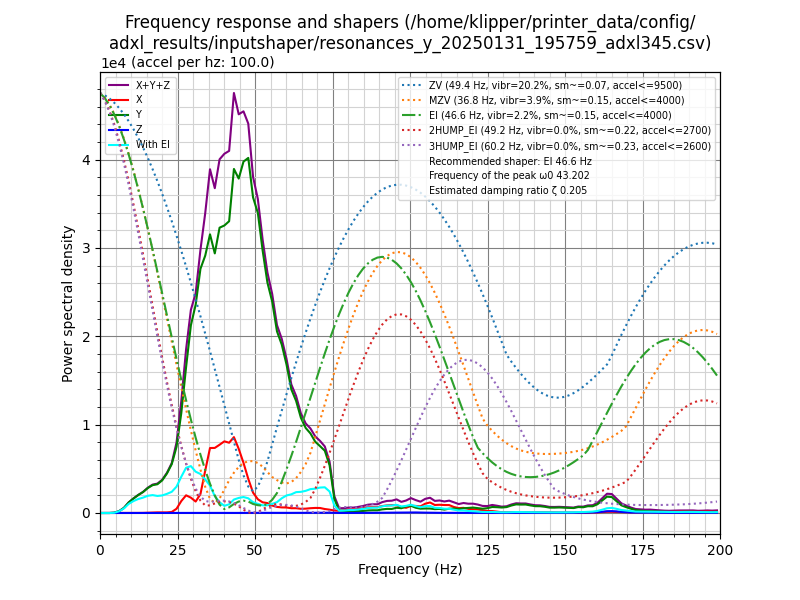 Frequency response and shapers (/home/klipper/printer_data/config/
adxl_results/inputshaper/resonances_y_20250131_195759_adxl345.csv)
1e4 (accel per hz: 100.0)
X+Y+Z
X
Y
Z
With EI
ZV (49.4 Hz, vibr=20.2%, sm~=0.07, accel<=9500)
MZV (36.8 Hz, vibr=3.9%, sm~=0.15, accel<=4000)
EI (46.6 Hz, vibr=2.2%, sm~=0.15, accel<=4000)
2HUMP_EI (49.2 Hz, vibr=0.0%, sm~=0.22, accel<=2700)
3HUMP_EI (60.2 Hz, vibr=0.0%, sm~=0.23, accel<=2600)
Recommended shaper: EI 46.6 Hz
Frequency of the peak ω0 43.202
Estimated damping ratio ζ 0.205
Power spectral density
4
3
2
1
0
0 25 50 75 100 125 150 175 200
Frequency (Hz)